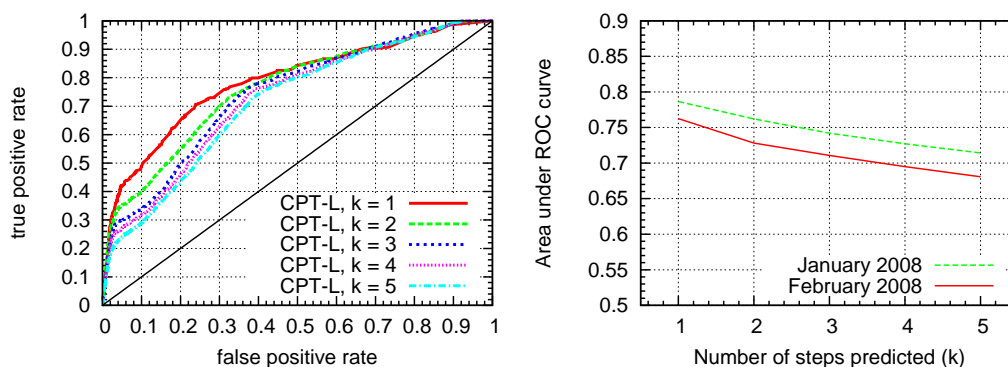 1
0.9
0.8
0.7
0.6
0.5
0.4
0.3
0.2
0.1
0
true positive rate
CPT-L, k = 1
CPT-L, k = 2
CPT-L, k = 3
CPT-L, k = 4
CPT-L, k = 5
0 0.1 0.2 0.3 0.4 0.5 0.6 0.7 0.8 0.9 1
false positive rate
0.9
0.85
0.8
0.75
0.7
0.65
0.6
0.55
0.5
Area under ROC curve
January 2008
February 2008
1 2 3 4 5
Number of steps predicted (k)